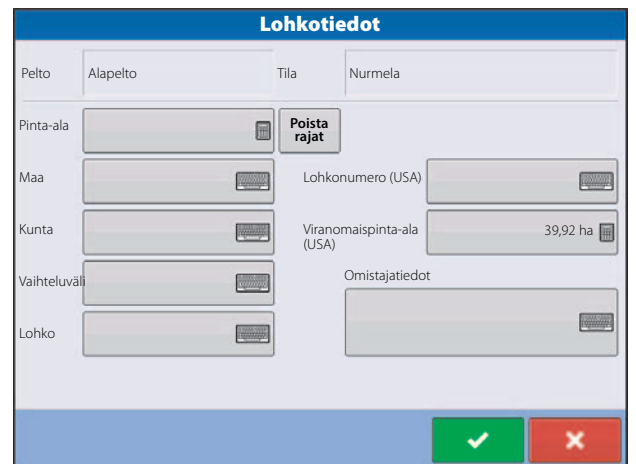 Lohkotiedot
Pelto Alapelto Tila Nurmela
Pinta-ala Poista
rajat
Maa Lohkonumero (USA)
Kunta Viranomaispinta-ala
(USA) 39,92 ha
Vaihteluväli Omistajatiedot
Lohko